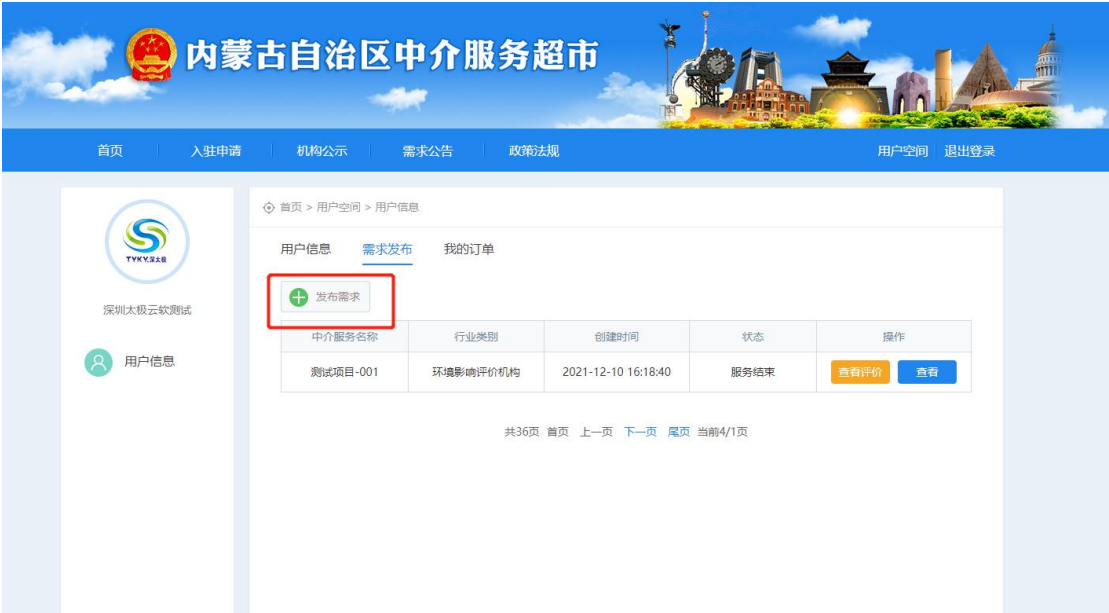 内蒙古自治区中介服务超市
首页 入驻申请 机构公示 需求公告 政策法规 用户空间 退出登录
首页 > 用户空间 > 用户信息
用户信息 需求发布 我的订单
TYKY.深太极
发布需求
深圳太极云软测试
中介服务名称 行业类别 创建时间 状态 操作
用户信息
测试项目-001 环境影响评价机构 2021-12-10 16:18:40 服务结束 查看评价 查看
共36页 首页 上一页 下一页 尾页 当前4/1页